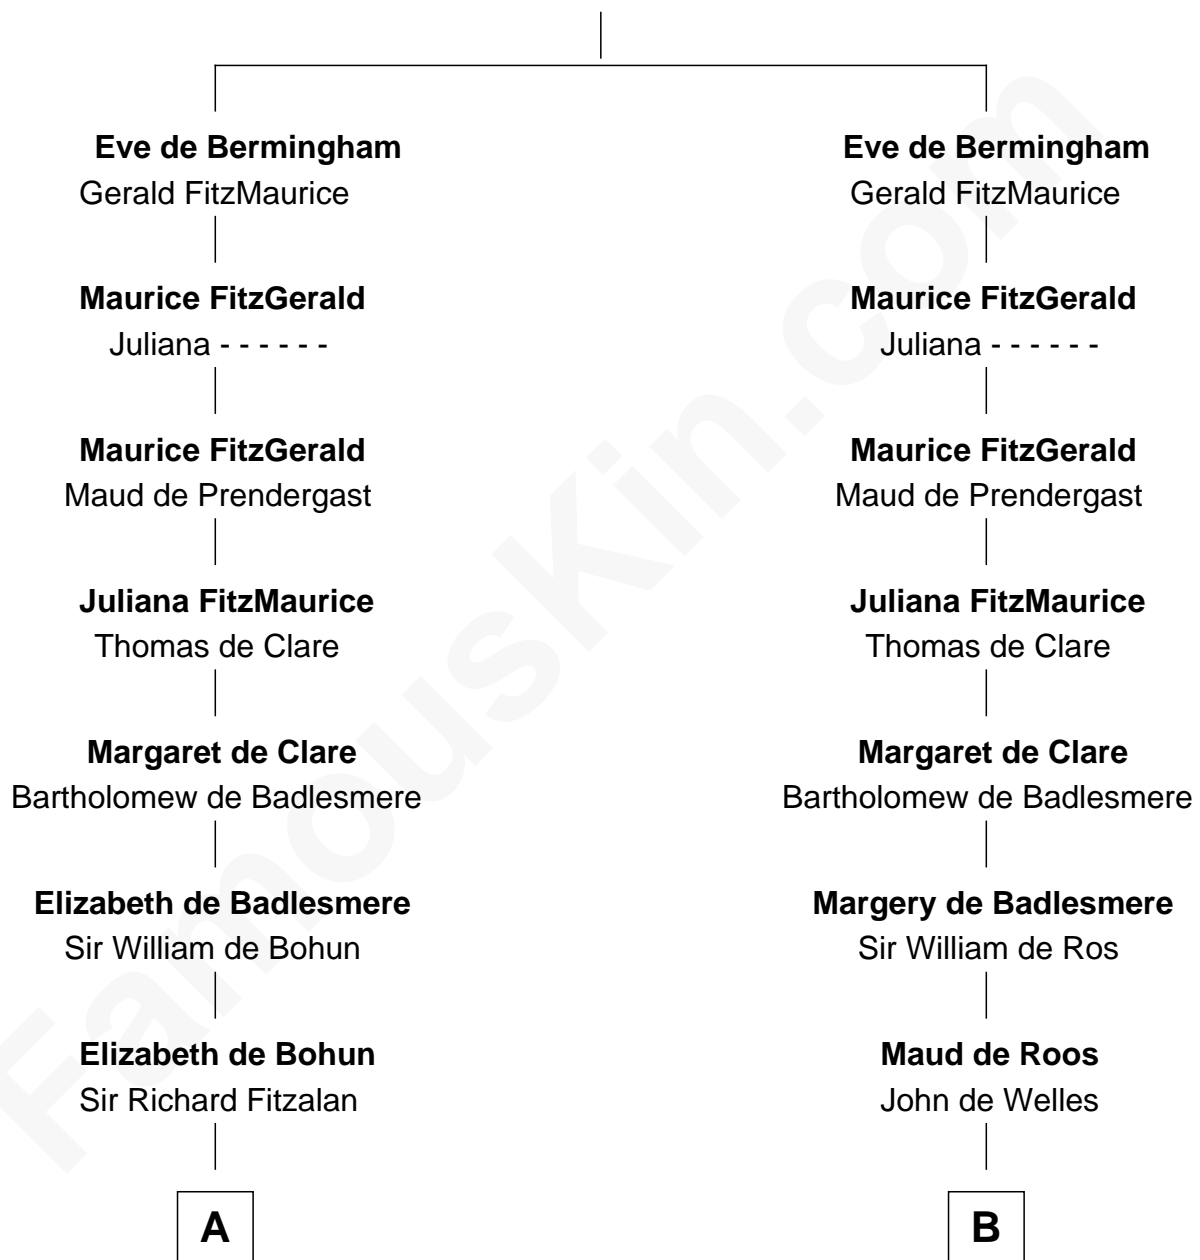 Eve de Bermingham
Gerald FitzMaurice
Maurice FitzGerald
Juliana - - - - - -
Maurice FitzGerald
Maud de Prendergast
Juliana FitzMaurice
Thomas de Clare
Margaret de Clare
Bartholomew de Badlesmere
Elizabeth de Badlesmere
Sir William de Bohun
Elizabeth de Bohun
Sir Richard Fitzalan
A
Eve de Bermingham
Gerald FitzMaurice
Maurice FitzGerald
Juliana - - - - - -
Maurice FitzGerald
Maud de Prendergast
Juliana FitzMaurice
Thomas de Clare
Margaret de Clare
Bartholomew de Badlesmere
Margery de Badlesmere
Sir William de Ros
Maud de Roos
John de Welles
B
FamousKin.com